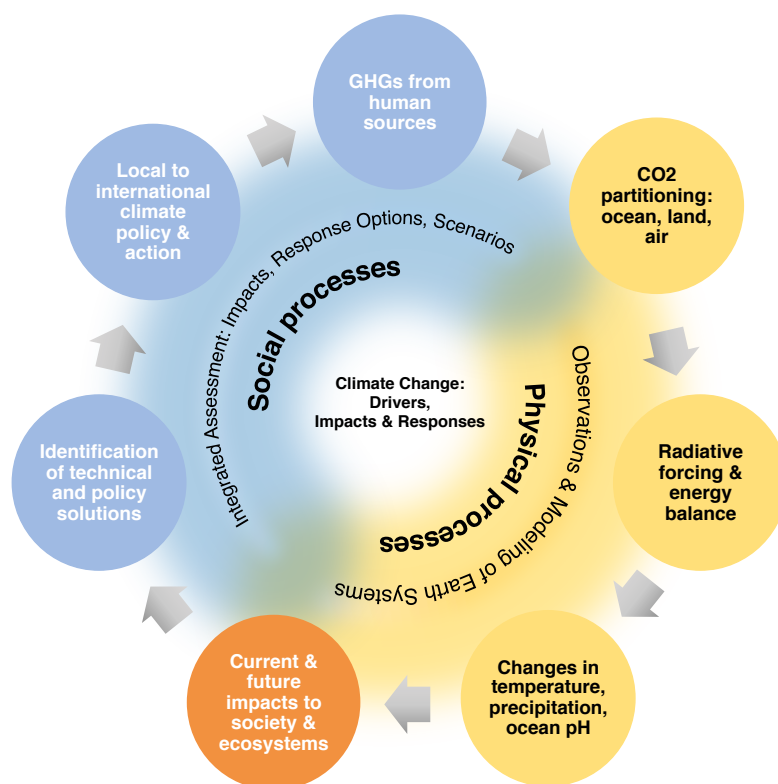 GHGs from
human
sources
CO2
partitioning:
ocean, land,
air
Radiative
forcing &
energy
balance
Changes in
temperature,
precipitation,
ocean pH
Current &
future
impacts to
society &
ecosystems
Identification
of technical
and policy
solutions
Local to
international
climate
policy &
action
Integrated Assessment: Impacts, Response Options, Scenarios
Social processes
Climate Change:
Drivers,
Impacts & Responses
Physical processes
Observations & Modeling of Earth Systems